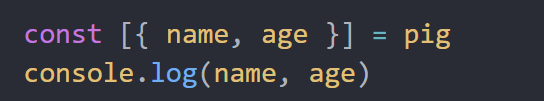 const [{ name, age }] = pig
console.log(name, age)